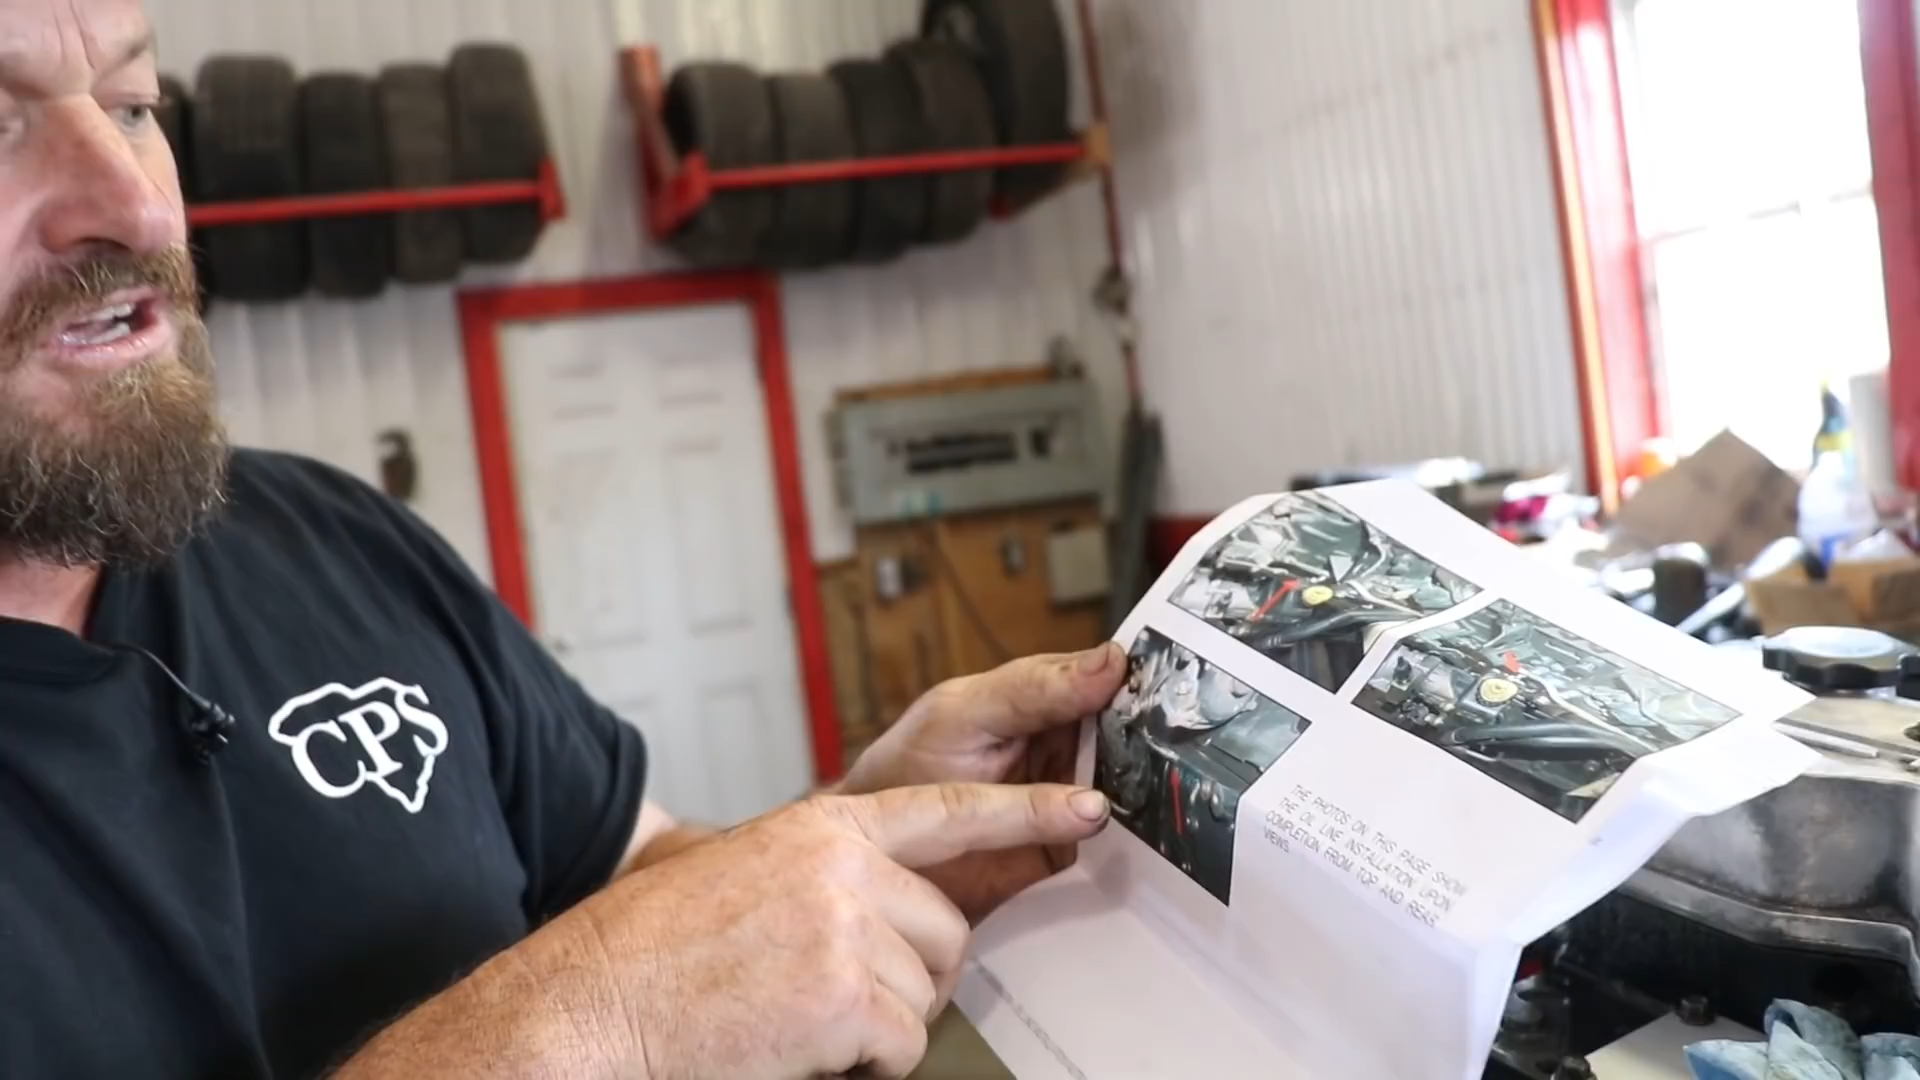 CPS
THE PHOTOS ON THIS PAGE SHOW
THE OIL LINE INSTALLATION UPON
COMPLETION FROM TOP AND REAR
VIEWS.